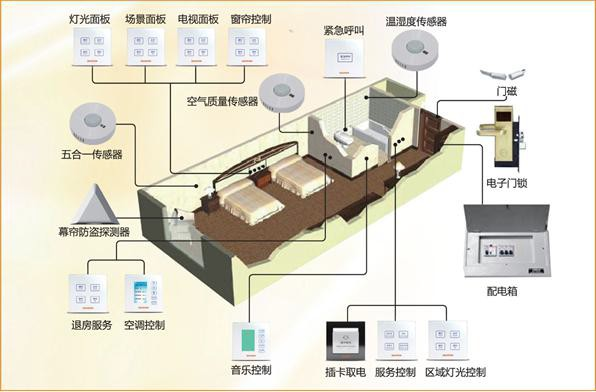 灯光面板 场景面板 电视面板 窗帘控制
紧急呼叫
温湿度传感器
门磁
空气质量传感器
五合一传感器
电子门锁
幕帘防盗探测器
配电箱
退房服务 空调控制
音乐控制
插卡取电 服务控制 区域灯光控制